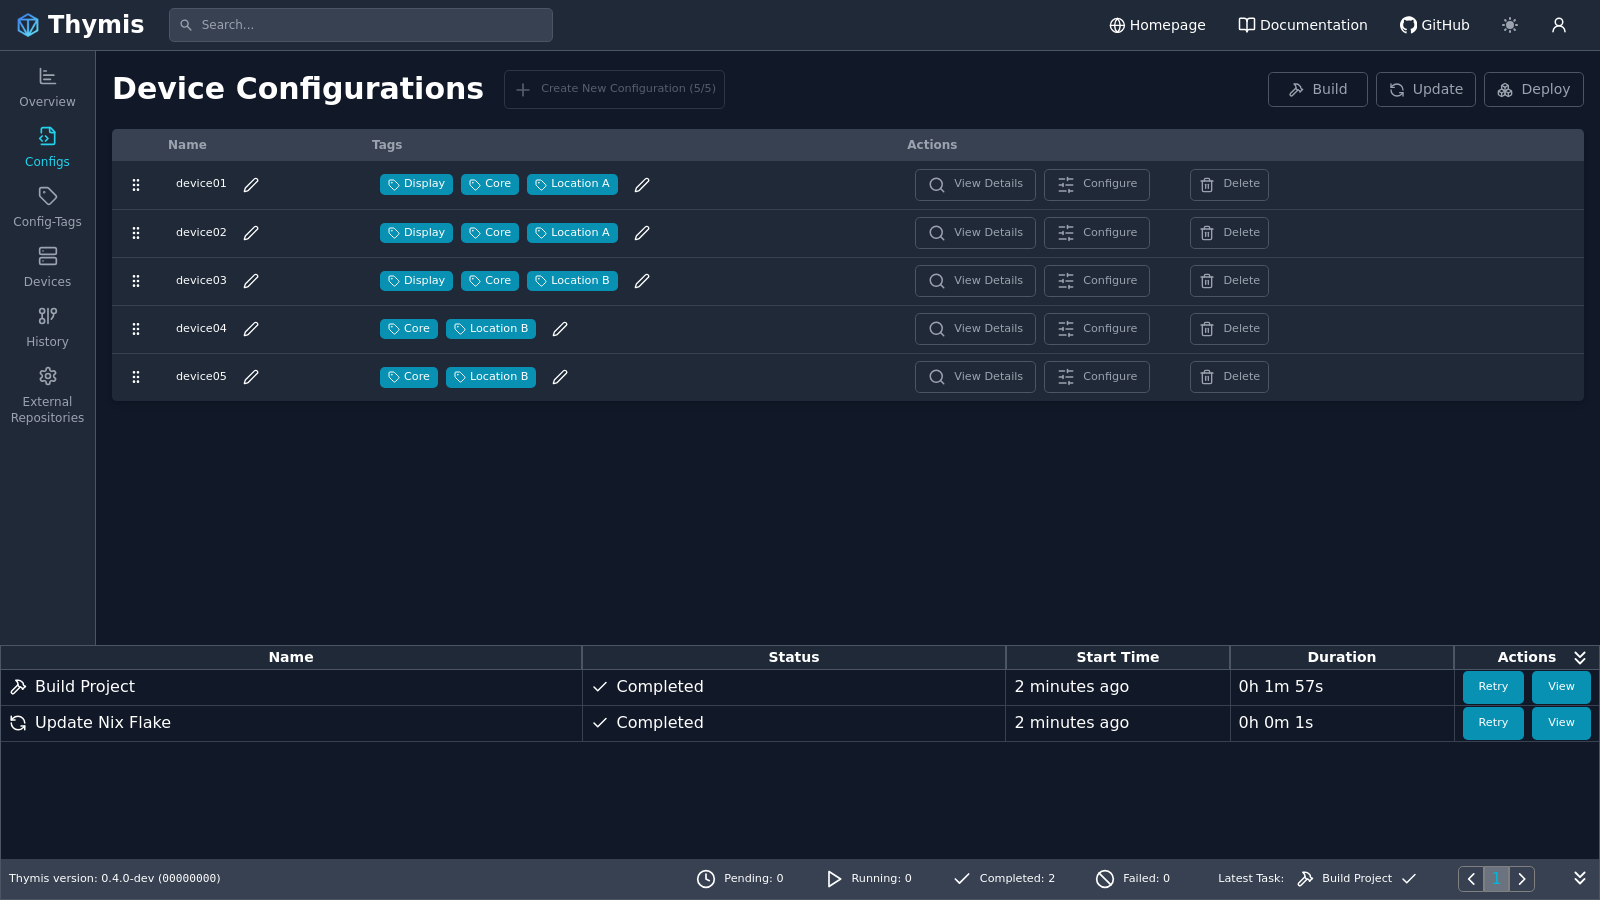 Thymis
Search...
Homepage
Documentation
GitHub
Overview
Configs
Config-Tags
Devices
History
External
Repositories
Device Configurations
Create New Configuration (5/5)
Build
Update
Deploy
Name Tags Actions
device01 Display Core Location A View Details Configure Delete
device02 Display Core Location A View Details Configure Delete
device03 Display Core Location B View Details Configure Delete
device04 Core Location B View Details Configure Delete
device05 Core Location B View Details Configure Delete
Name Status Start Time Duration Actions
Build Project Completed 2 minutes ago 0h 1m 57s Retry View
Update Nix Flake Completed 2 minutes ago 0h 0m 1s Retry View
Thymis version: 0.4.0-dev (00000000) Pending: 0 Running: 0 Completed: 2 Failed: 0 Latest Task: Build Project 1